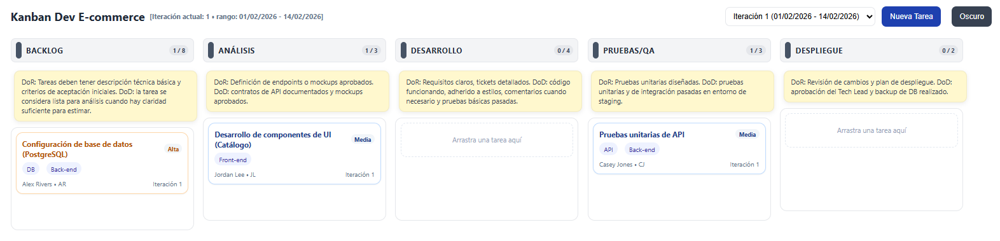 Kanban Dev E-commerce [Iteración actual: 1 • rango: 01/02/2026 - 14/02/2026]
Iteración 1 (01/02/2026 - 14/02/2026)
Nueva Tarea
Oscuro
BACKLOG 1 / 8
DoR: Tareas deben tener descripción técnica básica y
criterios de aceptación iniciales. DoD: la tarea se
considera lista para análisis cuando hay claridad
suficiente para estimar.
Configuración de base de datos
(PostgreSQL)
Alta
DB Back-end
Alex Rivers • AR Iteración 1
ANÁLISIS 1 / 3
DoR: Definición de endpoints o mockups aprobados.
DoD: contratos de API documentados y mockups
aprobados.
Desarrollo de componentes de UI
(Catálogo)
Media
Front-end
Jordan Lee • JL Iteración 1
DESARROLLO 0 / 4
DoR: Requisitos claros, tickets detallados. DoD: código
funcionando, adherido a estilos, comentarios cuando
necesario y pruebas básicas pasadas.
Arrastra una tarea aquí
PRUEBAS/QA 1 / 3
DoR: Pruebas unitarias diseñadas. DoD: pruebas
unitarias y de integración pasadas en entorno de
staging.
Pruebas unitarias de API
Media
API Back-end
Casey Jones • CJ Iteración 1
DESPLIEGUE 0 / 2
DoR: Revisión de cambios y plan de despliegue. DoD:
aprobación del Tech Lead y backup de DB realizado.
Arrastra una tarea aquí